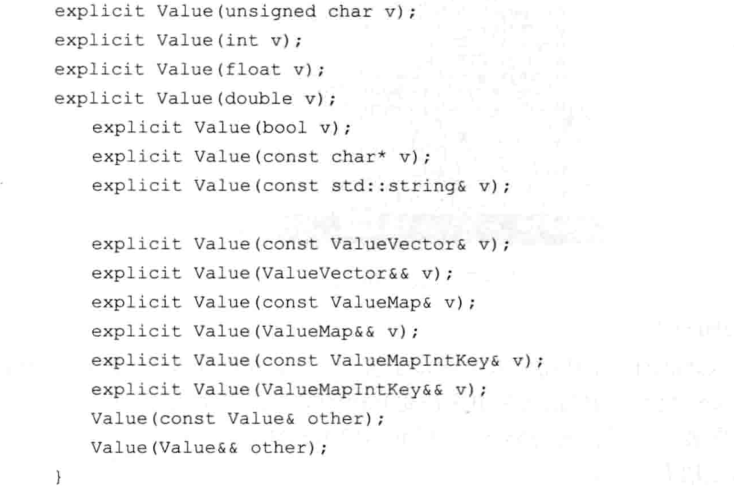 explicit Value(unsigned char v);
explicit Value(int v);
explicit Value(float v);
explicit Value(double v);
explicit Value(bool v);
explicit Value(const char* v);
explicit Value(const std::string& v);
explicit Value(const ValueVector& v);
explicit Value(ValueVector&& v);
explicit Value(const ValueMap& v);
explicit Value(ValueMap&& v);
explicit Value(const ValueMapIntKey& v);
explicit Value(ValueMapIntKey&& v);
Value(const Value& other);
Value(Value&& other);
}